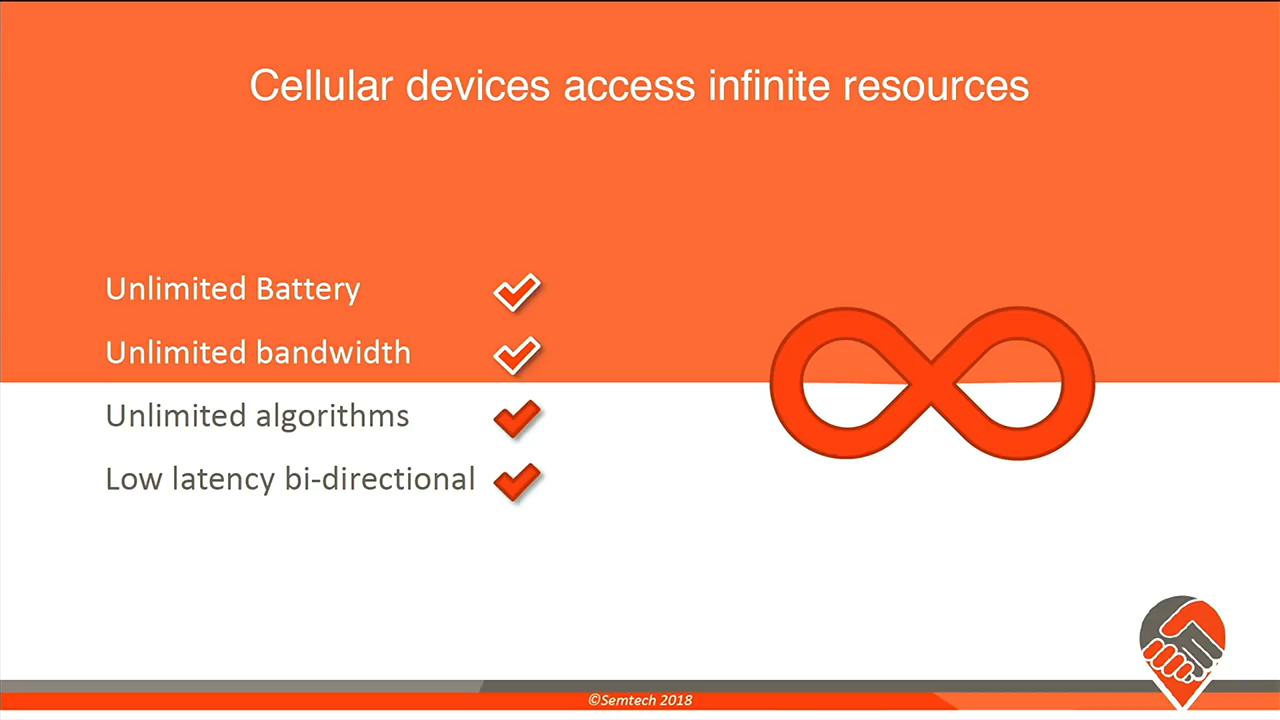 Cellular devices access infinite resources
Unlimited Battery
Unlimited bandwidth
Unlimited algorithms
Low latency bi-directional
©Semtech 2018